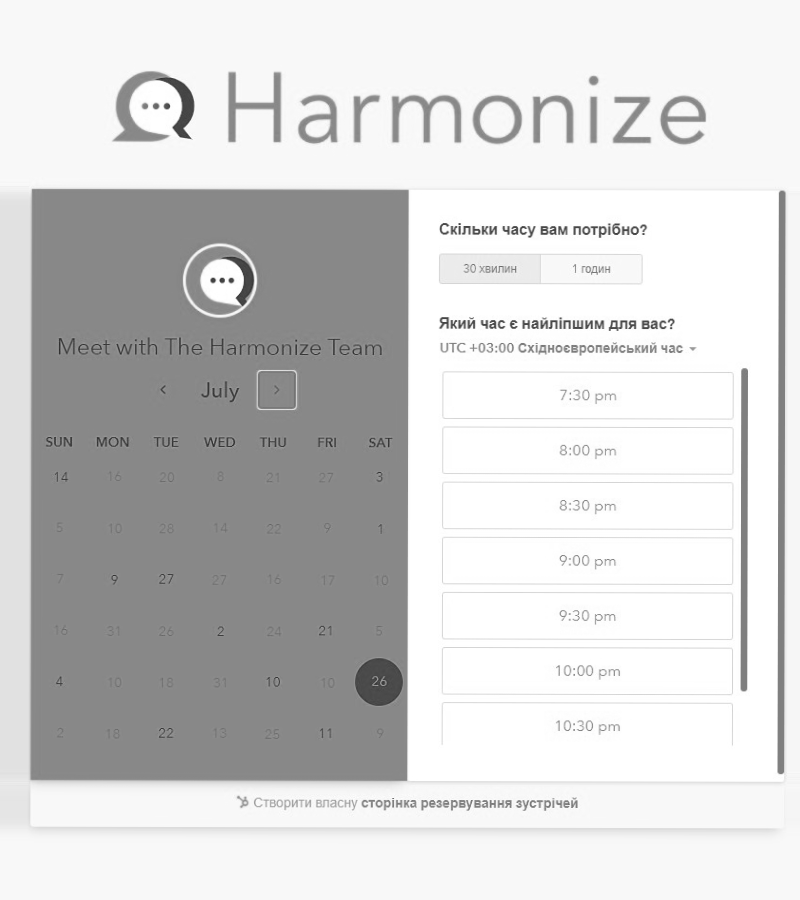 Harmonize
Meet with The Harmonize Team
July
SUN MON TUE WED THU FRI SAT
14 16 20 8 21 27 3
5 10 28 14 22 9 1
7 9 27 27 16 17 10
16 31 26 2 24 21 5
4 10 18 31 10 10 26
2 18 22 13 25 11 9
Скільки часу вам потрібно?
30 хвилин 1 годин
Який час є найліпшим для вас?
UTC +03:00 Східноєвропейський час
7:30 pm
8:00 pm
8:30 pm
9:00 pm
9:30 pm
10:00 pm
10:30 pm
Створити власну сторінка резервування зустрічей